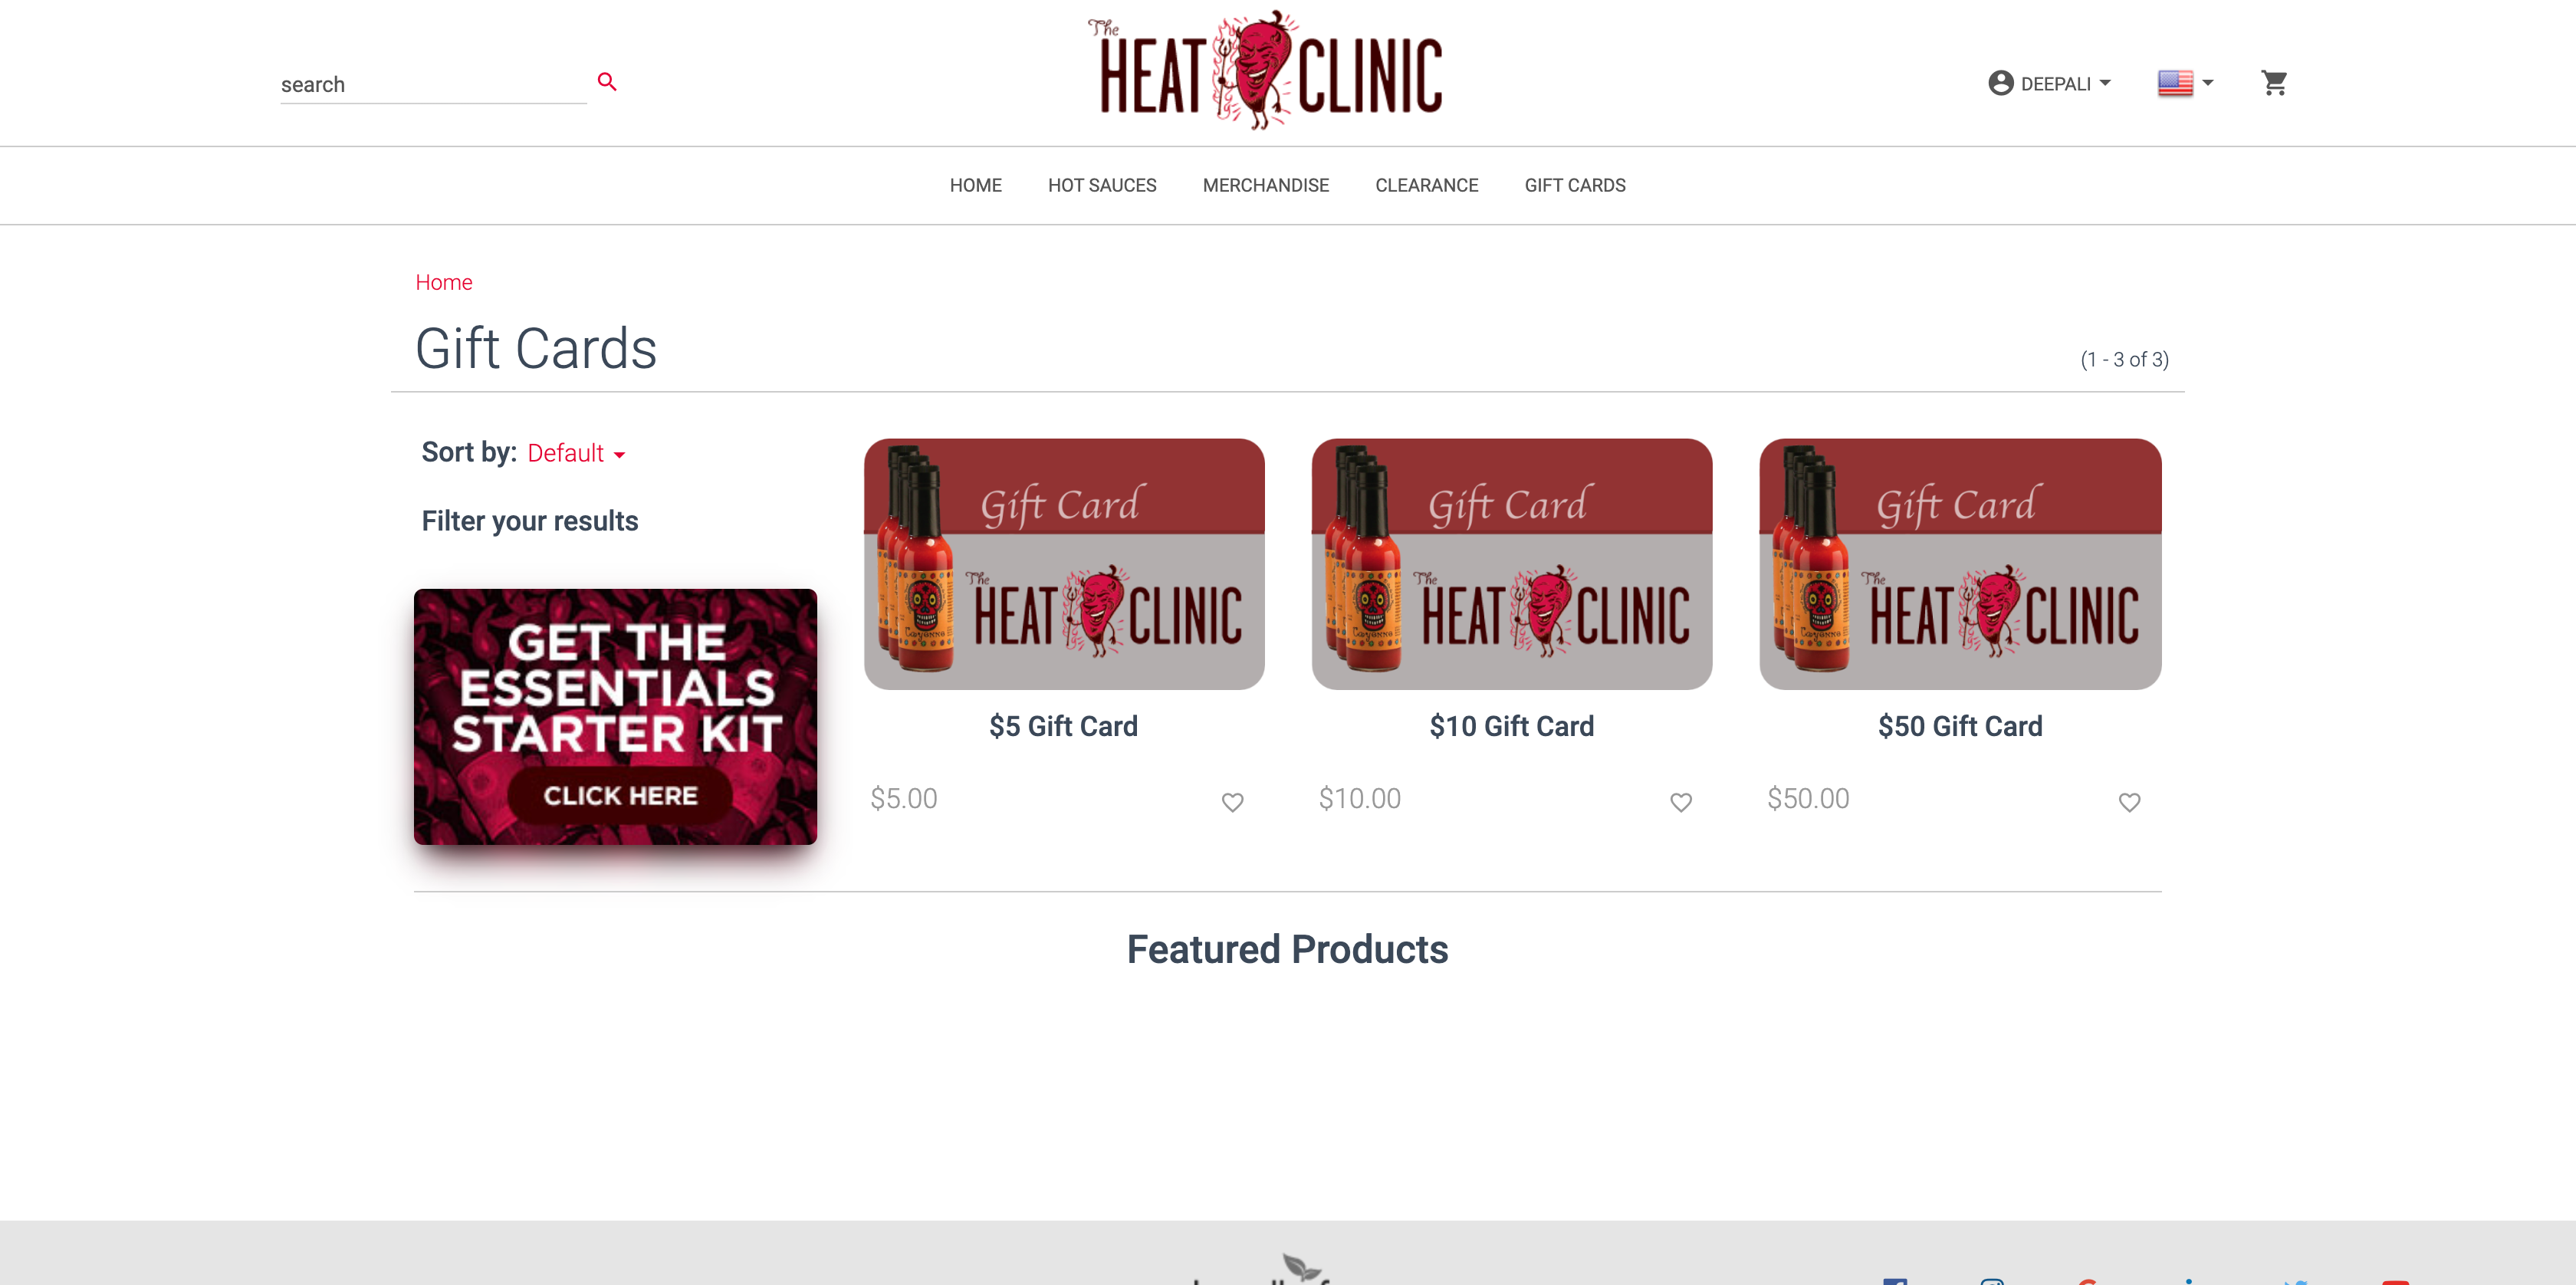 The
HEAT CLINIC
search
DEEPALI
HOME HOT SAUCES MERCHANDISE CLEARANCE GIFT CARDS
Home
Gift Cards
(1 - 3 of 3)
Sort by: Default
Filter your results
GET THE
ESSENTIALS
STARTER KIT
CLICK HERE
Gift Card
The
HEAT CLINIC
Cayenne
$5 Gift Card
$5.00
Gift Card
The
HEAT CLINIC
Cayenne
$10 Gift Card
$10.00
Gift Card
The
HEAT CLINIC
Cayenne
$50 Gift Card
$50.00
Featured Products